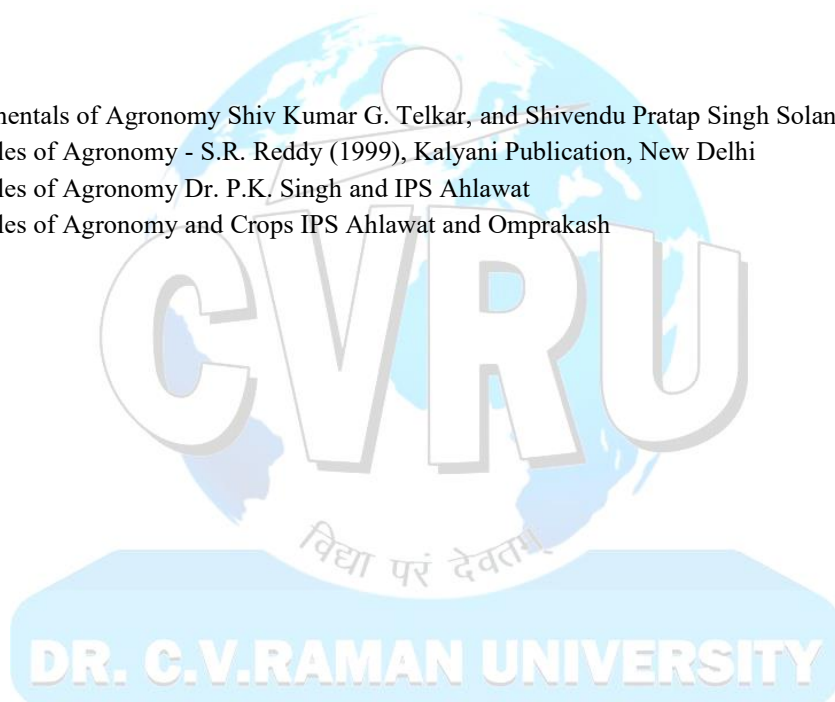 mentals of Agronomy Shiv Kumar G. Telkar, and Shivendu Pratap Singh Solan
les of Agronomy - S.R. Reddy (1999), Kalyani Publication, New Delhi
les of Agronomy Dr. P.K. Singh and IPS Ahlawat
les of Agronomy and Crops IPS Ahlawat and Omprakash
CVRU
विद्या परं देवतम्
DR. C.V.RAMAN UNIVERSITY